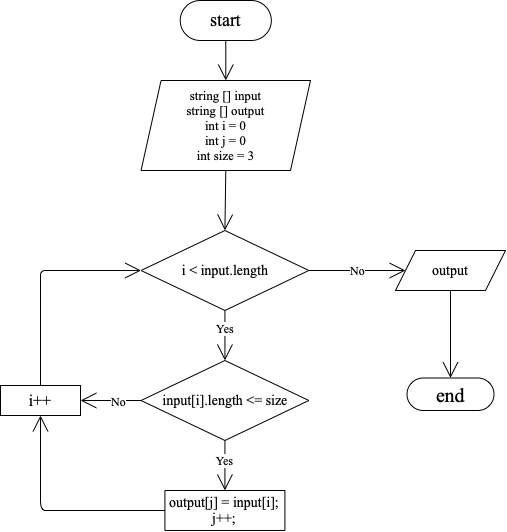 start
string [] input
string [] output
int i = 0
int j = 0
int size = 3
i < input.length
No
output
Yes
end
input[i].length <= size
No
i++
Yes
output[j] = input[i];
j++;